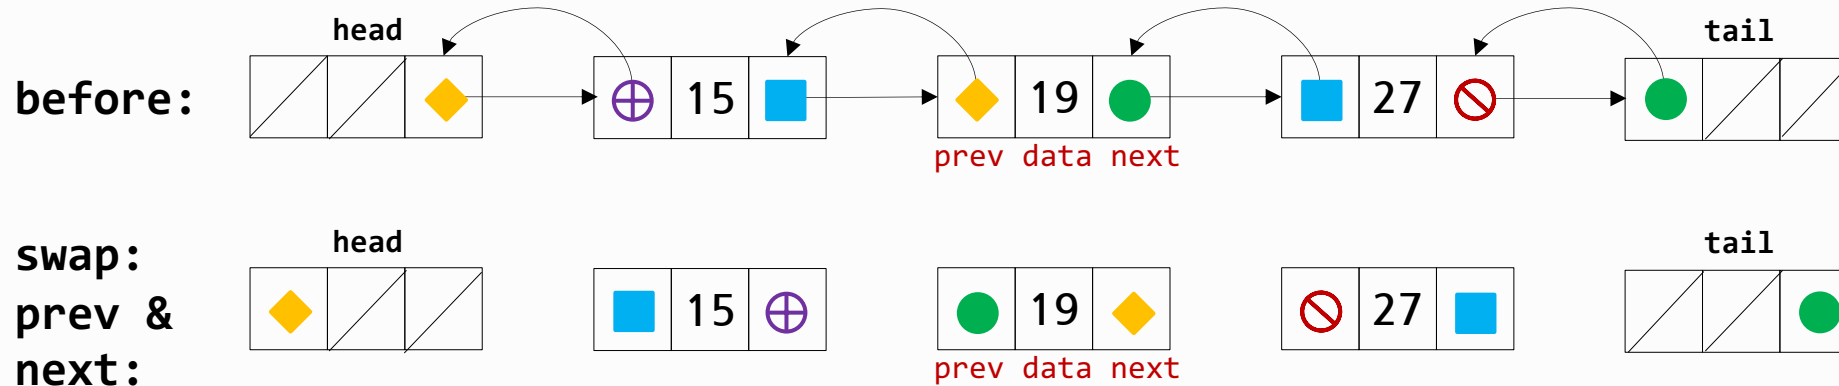 head tail
before: 15 19 27
prev data next
swap: head tail
prev & 15 19 27
next: prev data next